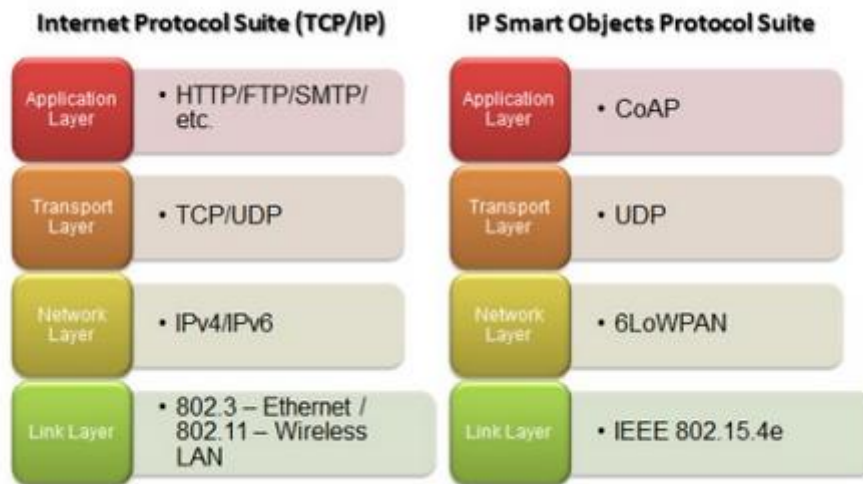 Internet Protocol Suite (TCP/IP)
Application
Layer
• HTTP/FTP/SMTP/
etc.
Transport
Layer
• TCP/UDP
Network
Layer
• IPv4/IPv6
Link Layer
• 802.3 – Ethernet /
802.11 – Wireless
LAN
IP Smart Objects Protocol Suite
Application
Layer
• CoAP
Transport
Layer
• UDP
Network
Layer
• 6LoWPAN
Link Layer
• IEEE 802.15.4e